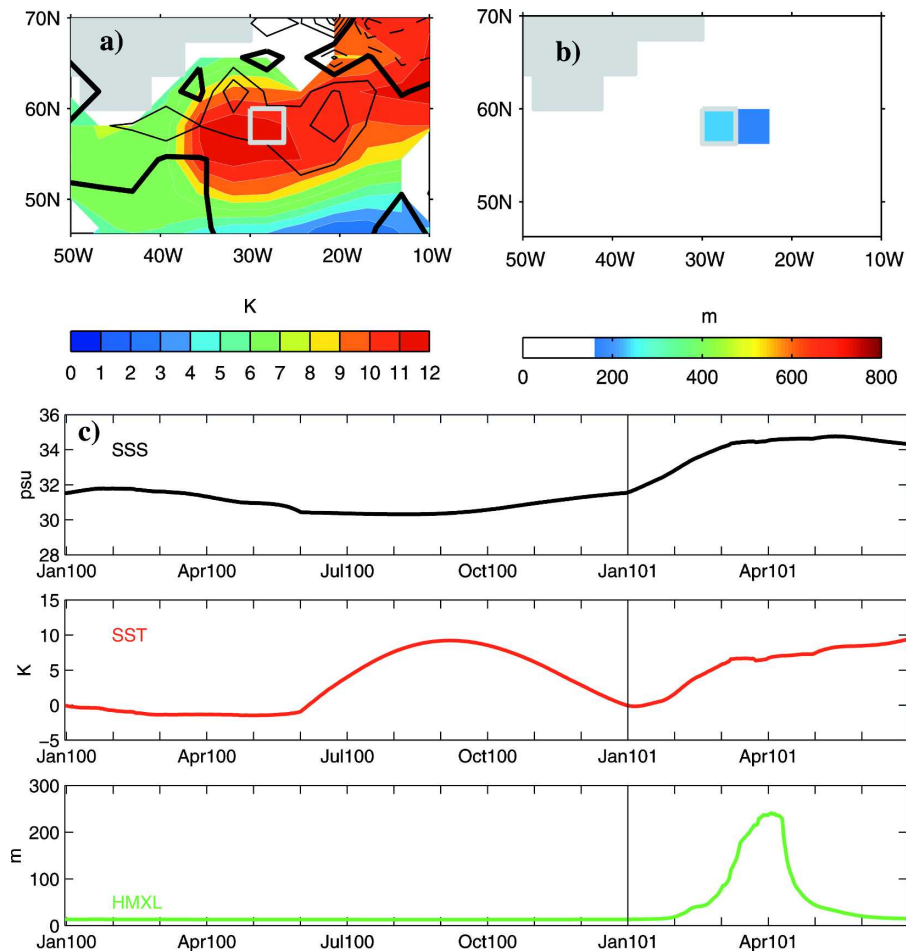 a)
70N
60N
50N
50W 40W 30W 20W 10W
b)
70N
60N
50N
50W 40W 30W 20W 10W
K
0 1 2 3 4 5 6 7 8 9 10 11 12
m
0 200 400 600 800
c)
SSS
psu
36
34
32
30
28
Jan100 Apr100 Jul100 Oct100 Jan101 Apr101
SST
K
15
10
5
0
−5
Jan100 Apr100 Jul100 Oct100 Jan101 Apr101
HMXL
m
300
200
100
0
Jan100 Apr100 Jul100 Oct100 Jan101 Apr101